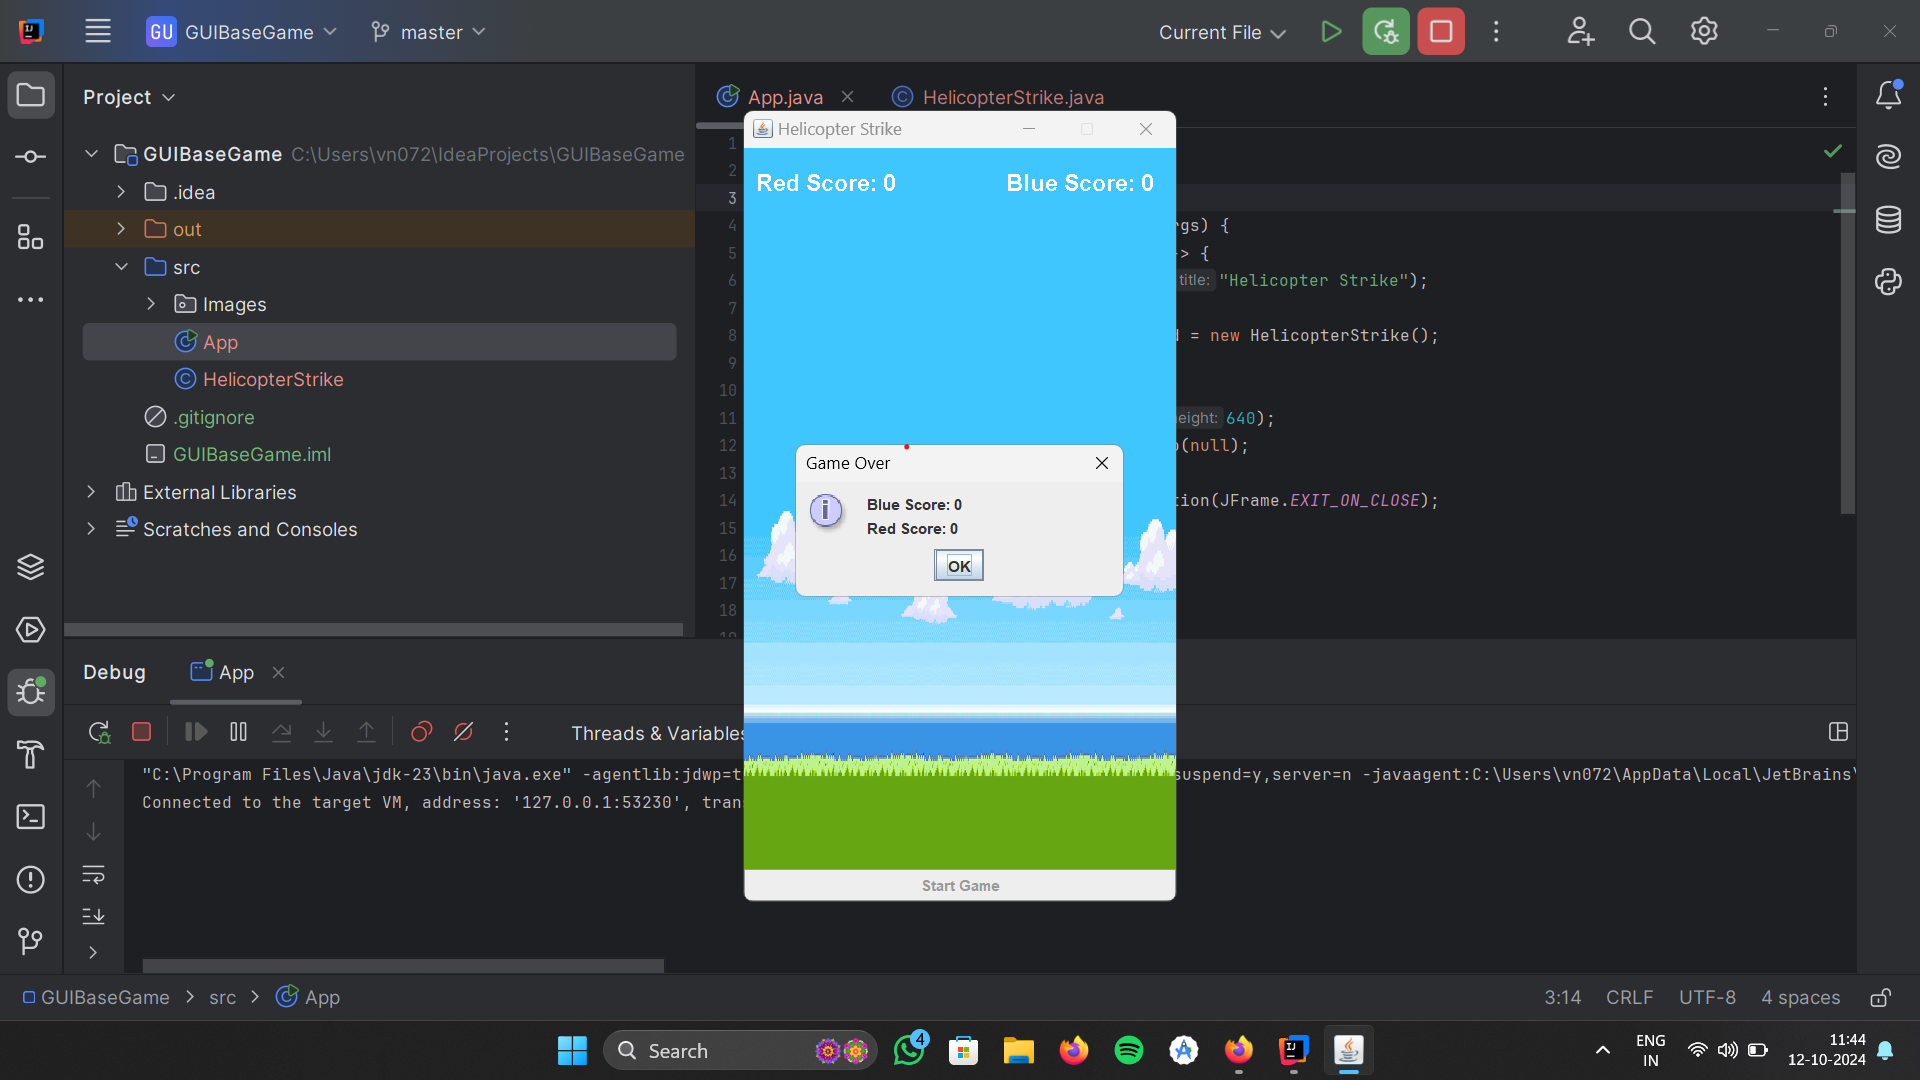 GU GUIBaseGame
master
Current File
Project
App.java
HelicopterStrike.java
GUIBaseGame C:\Users\vn072\IdeaProjects\GUIBaseGame
.idea
out
src
Images
App
HelicopterStrike
.gitignore
GUIBaseGame.iml
External Libraries
Scratches and Consoles
1
2
3
4
gs) {
5
-> {
6
title: "Helicopter Strike");
7
8
= new HelicopterStrike();
9
10
11
eight: 640);
12
(null);
13
14
tion(JFrame.EXIT_ON_CLOSE);
15
16
17
18
Helicopter Strike
Red Score: 0
Blue Score: 0
Game Over
Blue Score: 0
Red Score: 0
OK
Start Game
Debug
App
Threads & Variables
"C:\Program Files\Java\jdk-23\bin\java.exe" -agentlib:jdwp=t
suspend=y,server=n -javaagent:C:\Users\vn072\AppData\Local\JetBrains\
Connected to the target VM, address: '127.0.0.1:53230', tran
GUIBaseGame > src > App
3:14 CRLF UTF-8 4 spaces
Search
4
ENG
IN
11:44
12-10-2024